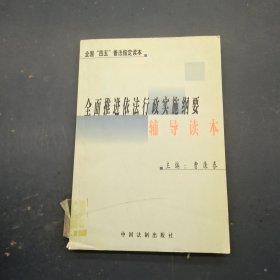 全国“四五”普法指定读本
全面推进依法行政实施纲要
辅导读本
主编：曹康泰
中国法制出版社